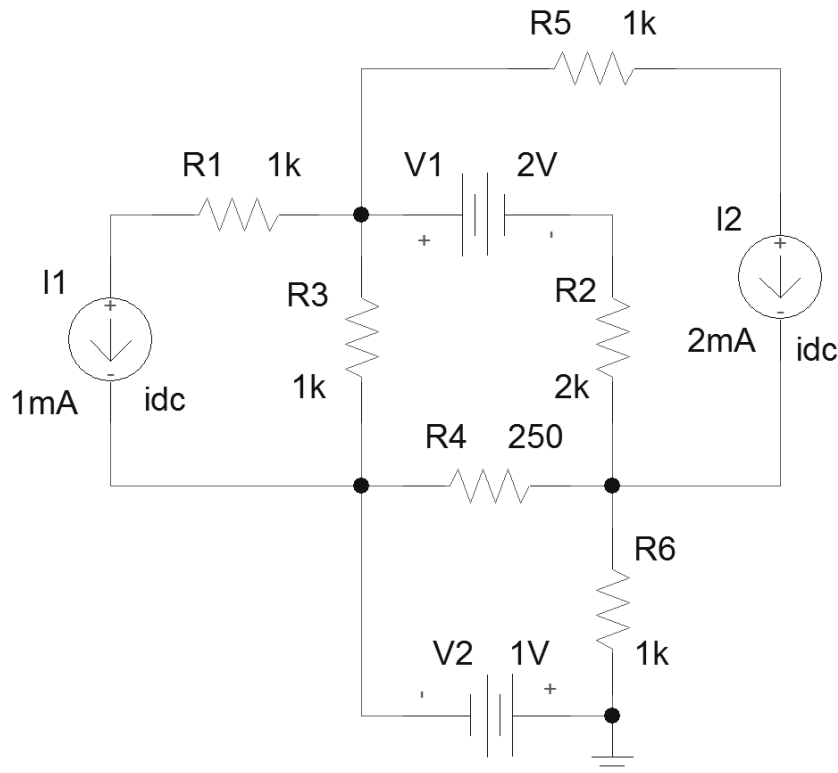 R5 1k
R1 1k
V1 2V
+ -
I2
+
-
2mA idc
I1
+
-
1mA idc
R3
1k
R2
2k
R4 250
R6
1k
V2 1V
- +